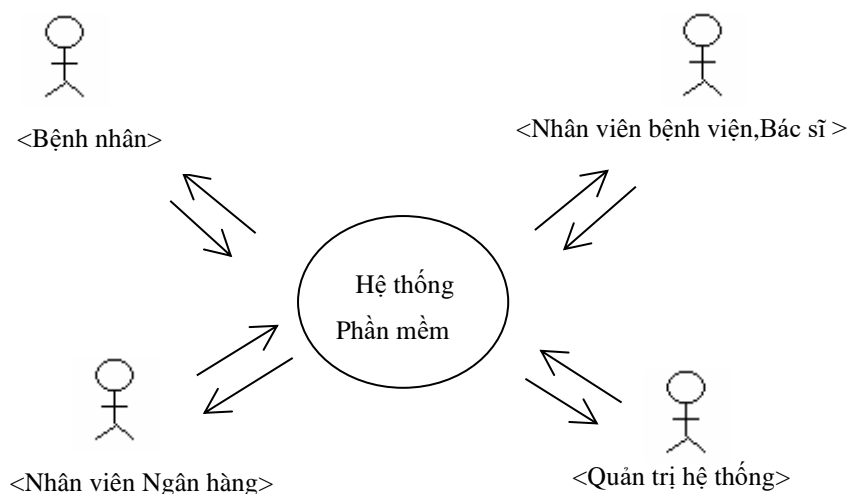 <Bệnh nhân>
<Nhân viên bệnh viện,Bác sĩ >
Hệ thống
Phần mềm
<Nhân viên Ngân hàng>
<Quản trị hệ thống>